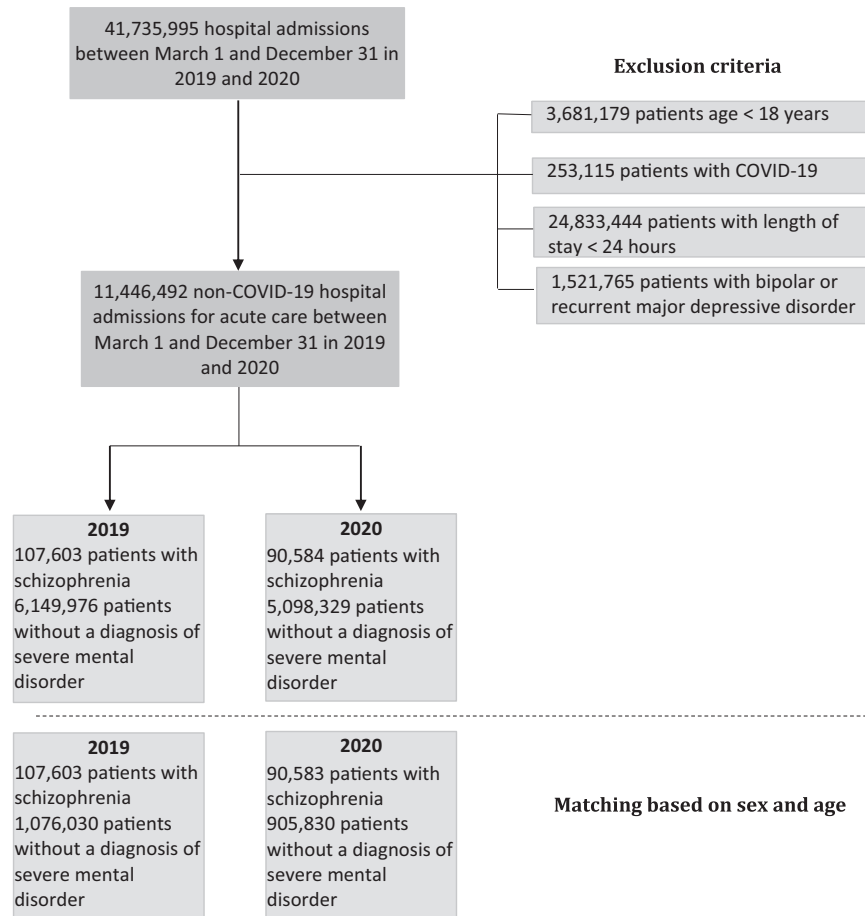 41,735,995 hospital admissions
between March 1 and December 31 in
2019 and 2020
Exclusion criteria
3,681,179 patients age < 18 years
253,115 patients with COVID-19
24,833,444 patients with length of
stay < 24 hours
1,521,765 patients with bipolar or
recurrent major depressive disorder
11,446,492 non-COVID-19 hospital
admissions for acute care between
March 1 and December 31 in 2019
and 2020
2019
107,603 patients with
schizophrenia
6,149,976 patients
without a diagnosis of
severe mental
disorder
2020
90,584 patients with
schizophrenia
5,098,329 patients
without a diagnosis of
severe mental
disorder
2019
107,603 patients with
schizophrenia
1,076,030 patients
without a diagnosis of
severe mental
disorder
2020
90,583 patients with
schizophrenia
905,830 patients
without a diagnosis of
severe mental
disorder
Matching based on sex and age